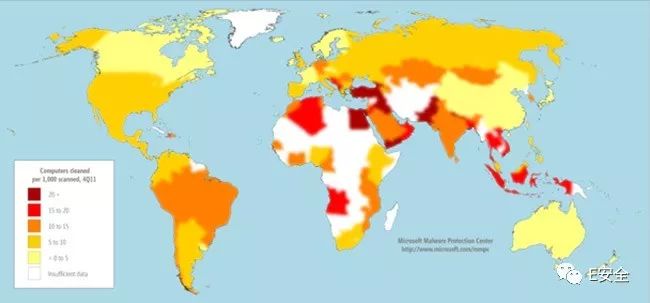 Computers cleaned
per 1,000 scanned, 4Q11
20 +
15 to 20
10 to 15
5 to 10
> 0 to 5
Insufficient data
Microsoft Malware Protection Center
http://www.microsoft.com/mmpc
E安全